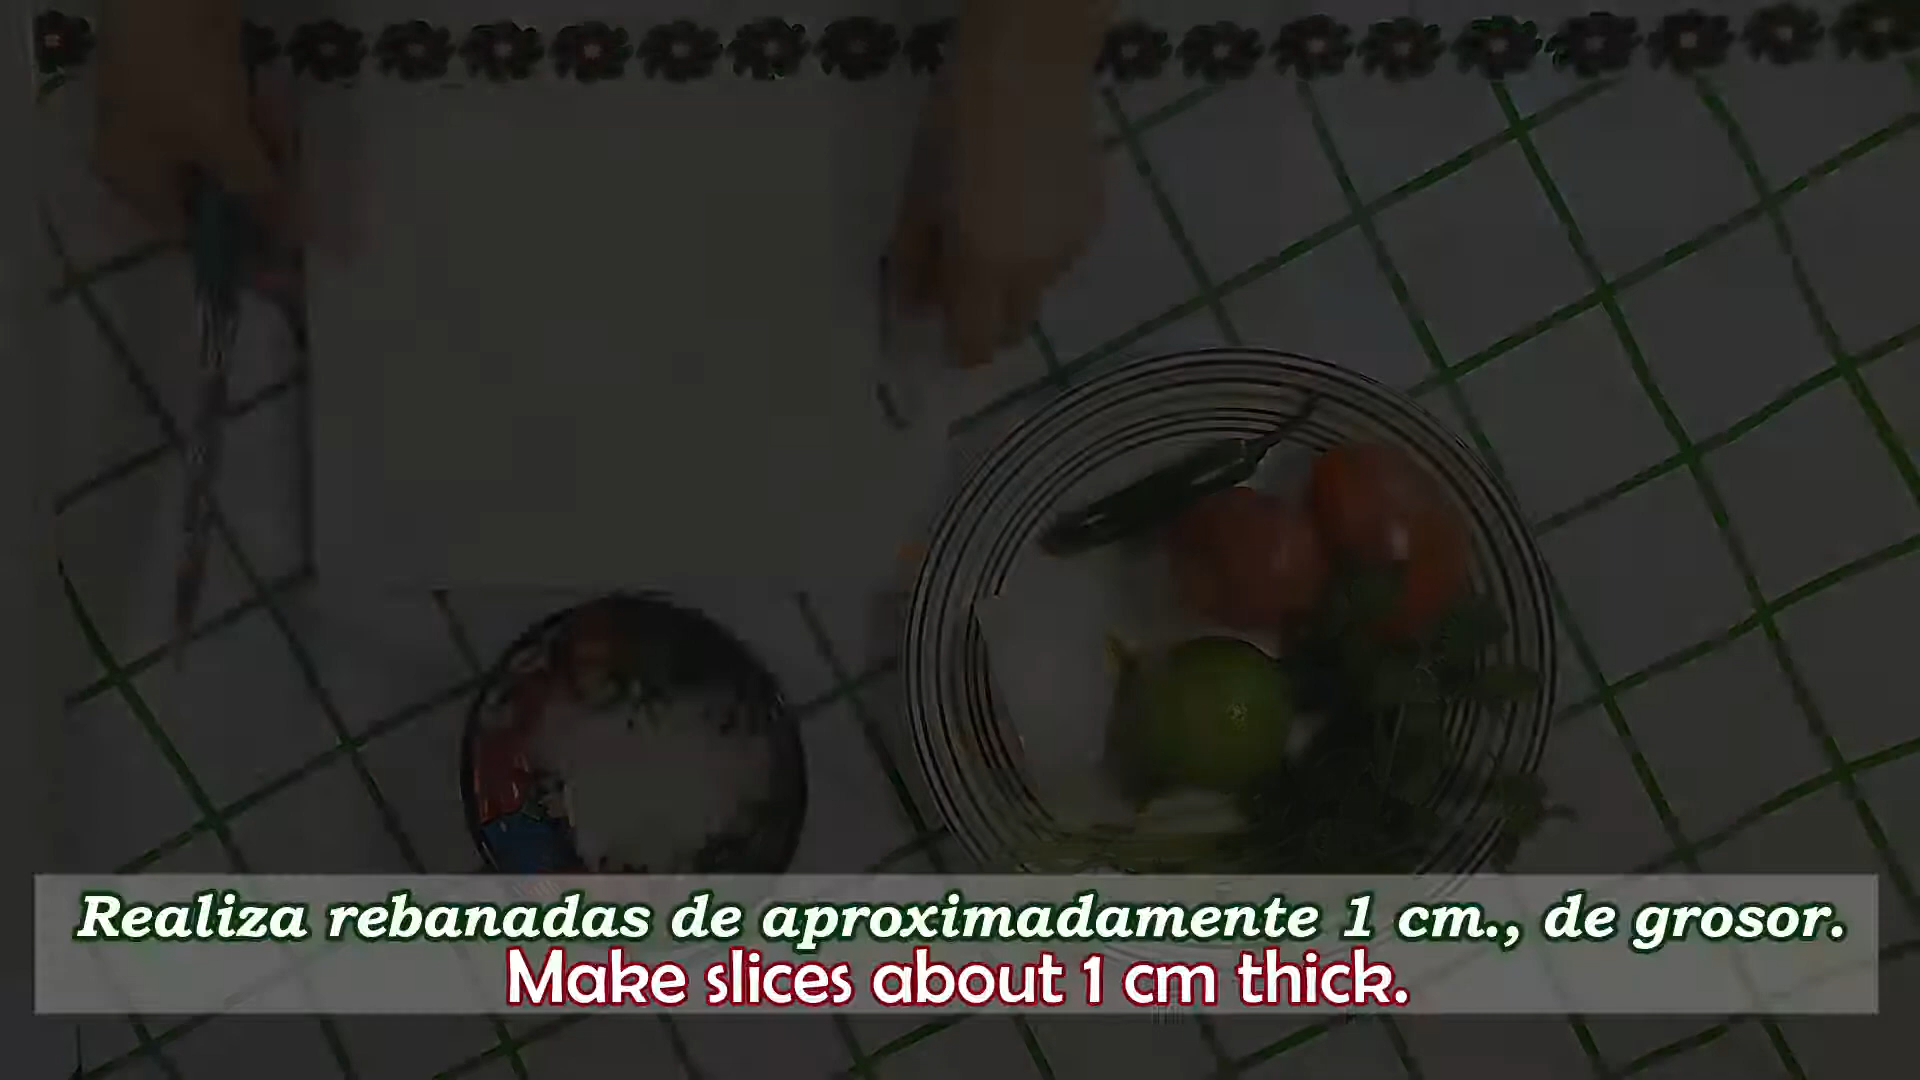 Realiza rebanadas de aproximadamente 1 cm., de grosor.
Make slices about 1 cm thick.